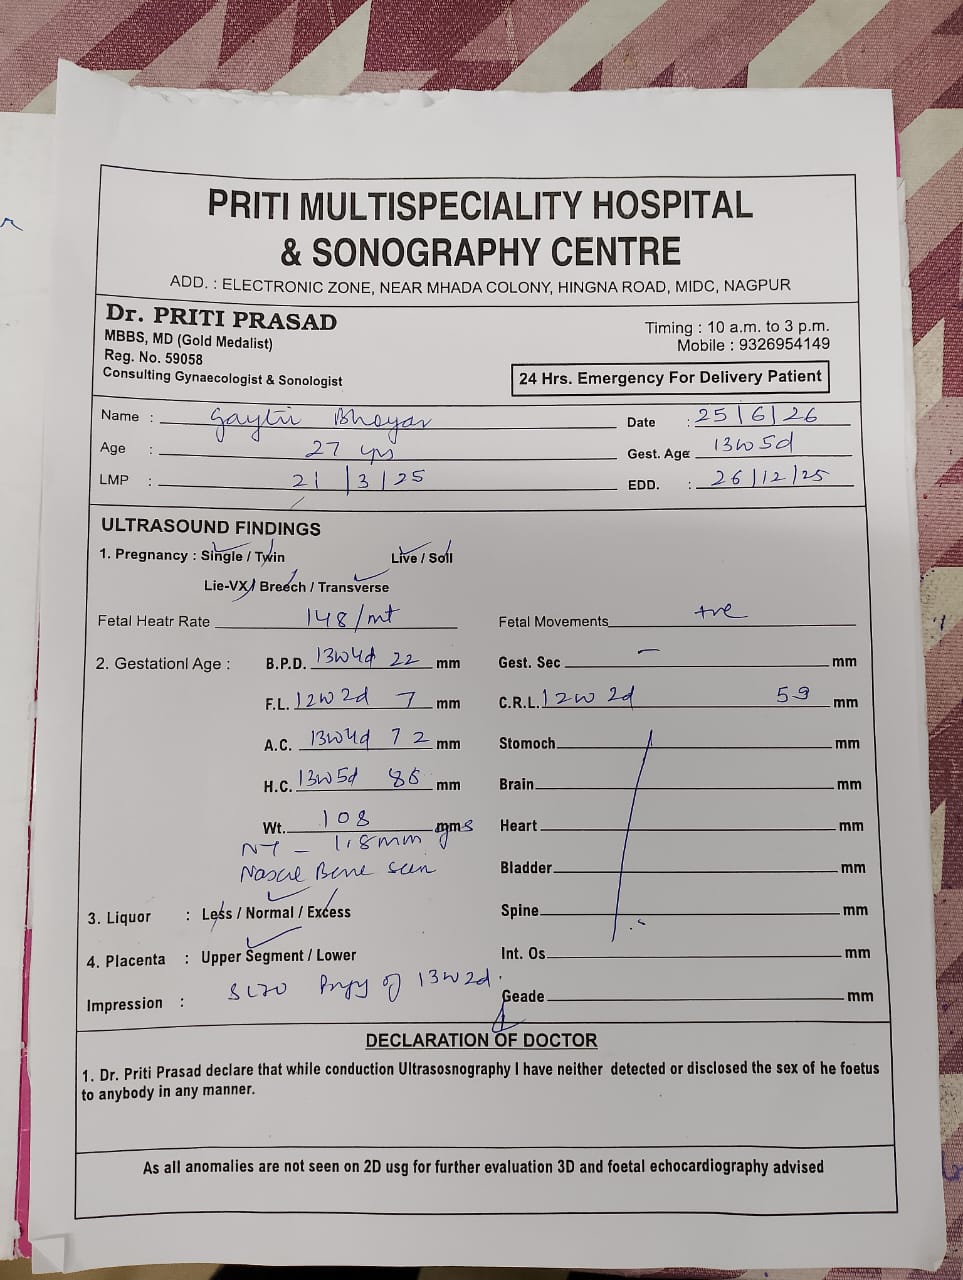 PRITI MULTISPECIALITY HOSPITAL
& SONOGRAPHY CENTRE
ADD. : ELECTRONIC ZONE, NEAR MHADA COLONY, HINGNA ROAD, MIDC, NAGPUR
Dr. PRITI PRASAD
MBBS, MD (Gold Medalist)
Reg. No. 59058
Consulting Gynaecologist & Sonologist
Timing : 10 a.m. to 3 p.m.
Mobile : 9326954149
24 Hrs. Emergency For Delivery Patient
Name : Gaytri Bhoyar
Date : 25/6/26
Age : 27 yrs
Gest. Age 13w5d
LMP : 21/3/25
EDD. : 26/12/25
ULTRASOUND FINDINGS
1. Pregnancy : Single / Twin Live / Soll
Lie-VX / Breech / Transverse
Fetal Heatr Rate 148/mt Fetal Movements +ve
2. Gestationl Age : B.P.D. 13w4d 22 mm Gest. Sec - mm
F.L. 12w2d 7 mm C.R.L. 12w 2d 59 mm
A.C. 13w4d 72 mm Stomoch mm
H.C. 13w5d 86 mm Brain mm
Wt. 108 gms Heart mm
NT - 1.8mm
Nasal Bone seen
Bladder mm
3. Liquor : Less / Normal / Excess Spine mm
4. Placenta : Upper Segment / Lower Int. Os mm
Impression : of 13w2d.
Geade mm
DECLARATION OF DOCTOR
1. Dr. Priti Prasad declare that while conduction Ultrasosnography I have neither detected or disclosed the sex of he foetus
to anybody in any manner.
As all anomalies are not seen on 2D usg for further evaluation 3D and foetal echocardiography advised